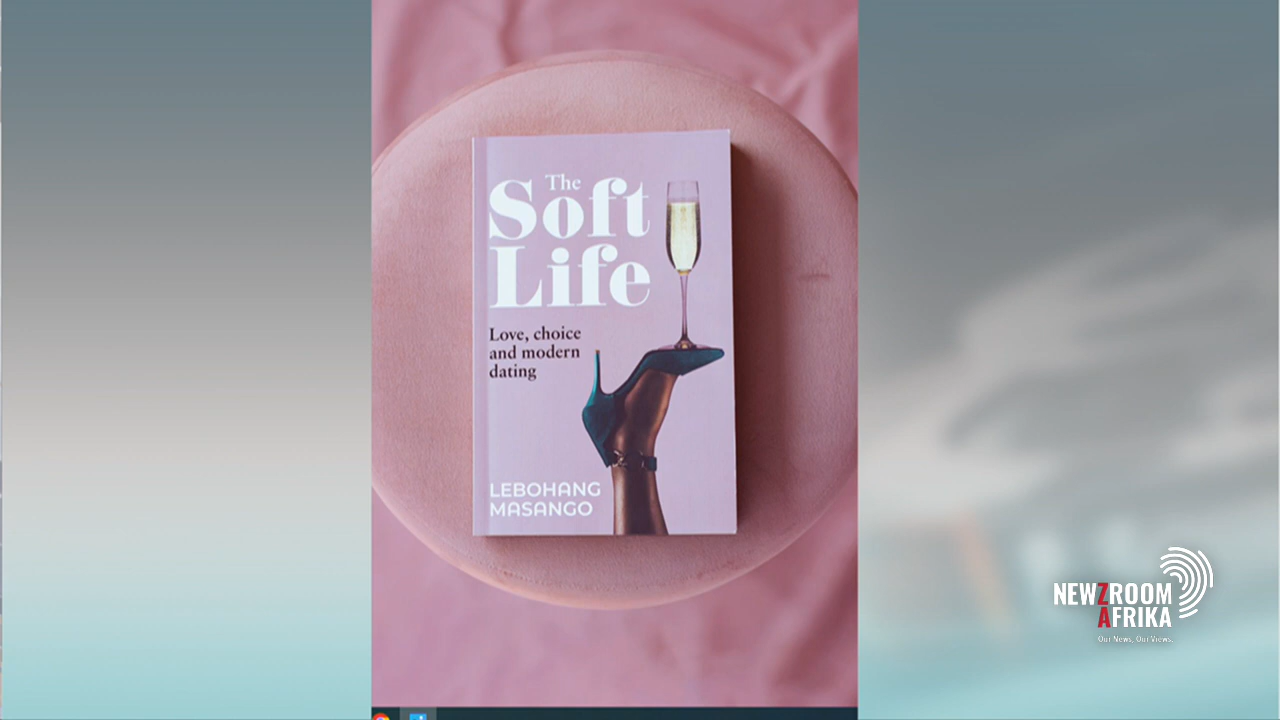 The
Soft
Life
Love, choice
and modern
dating
LEBOHANG
MASANGO
NEWZROOM
AFRIKA
Our News, Our Views.